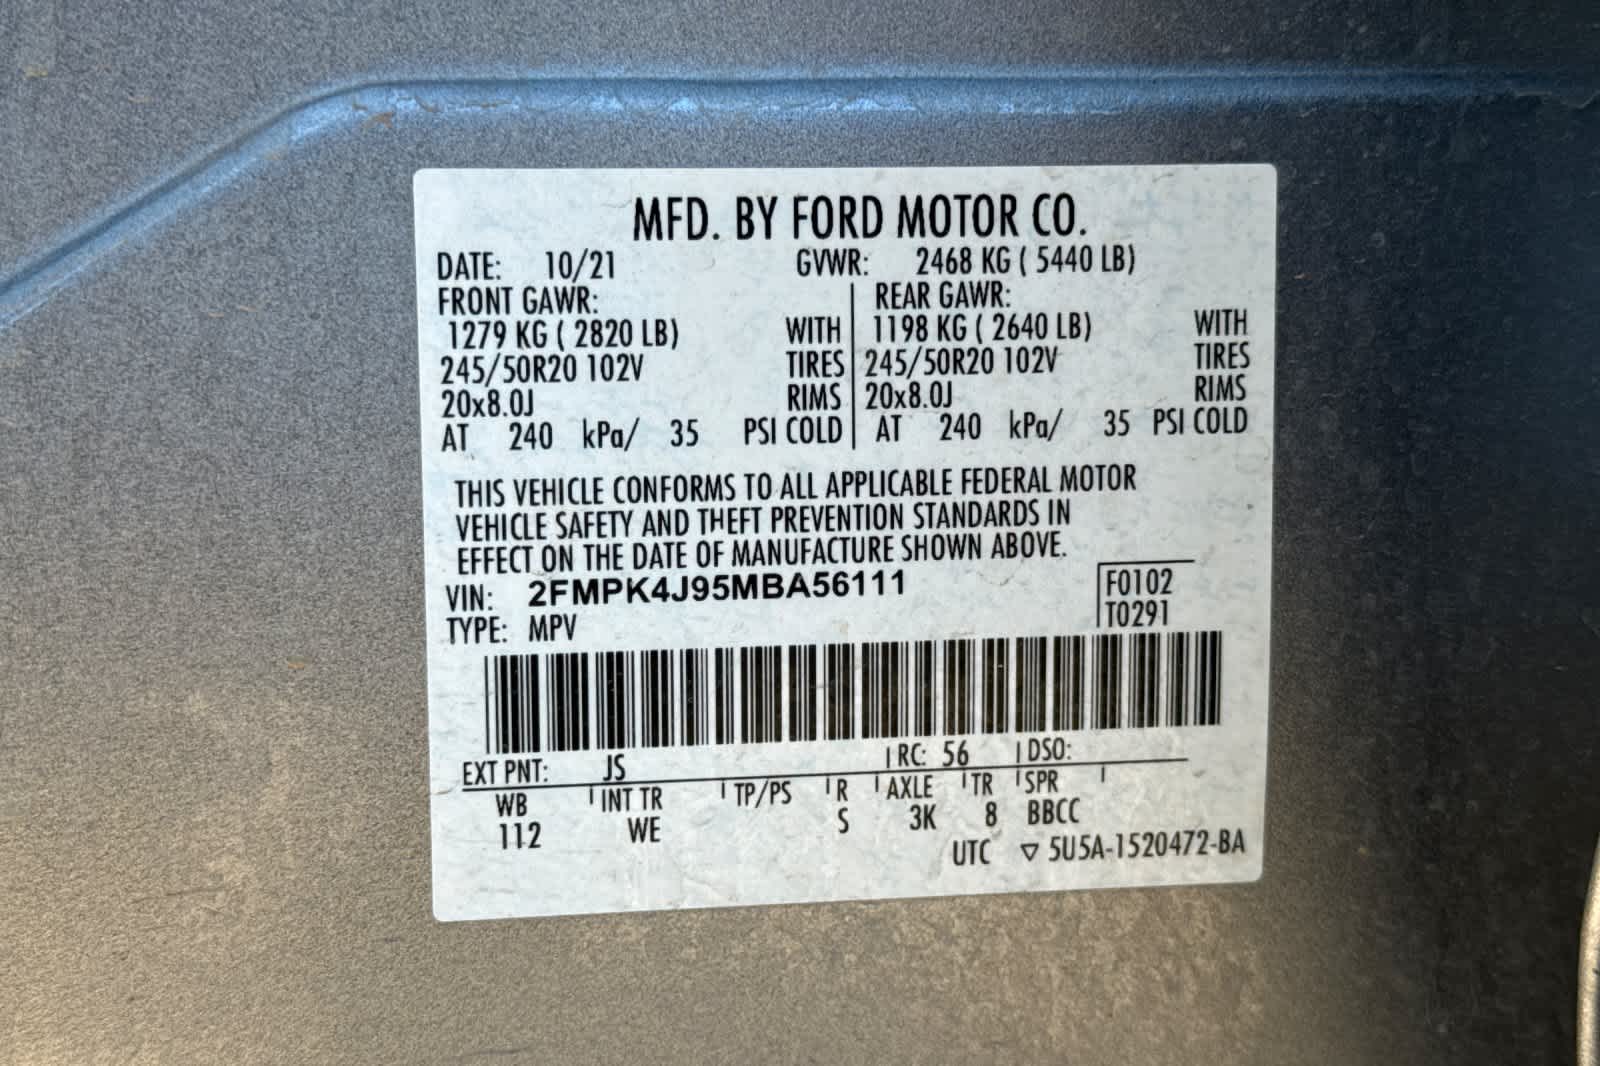 MFD. BY FORD MOTOR CO.
DATE: 10/21 GVWR: 2468 KG ( 5440 LB)
FRONT GAWR: REAR GAWR:
1279 KG ( 2820 LB) WITH 1198 KG ( 2640 LB) WITH
245/50R20 102V TIRES 245/50R20 102V TIRES
20x8.0J RIMS 20x8.0J RIMS
AT 240 kPa/ 35 PSI COLD AT 240 kPa/ 35 PSI COLD
THIS VEHICLE CONFORMS TO ALL APPLICABLE FEDERAL MOTOR
VEHICLE SAFETY AND THEFT PREVENTION STANDARDS IN
EFFECT ON THE DATE OF MANUFACTURE SHOWN ABOVE.
VIN: 2FMPK4J95MBA56111 F0102
TYPE: MPV T0291
EXT PNT: JS RC: 56 DSO:
WB INT TR TP/PS R AXLE TR SPR
112 WE S 3K 8 BBCC
UTC ▽ 5U5A-1520472-BA